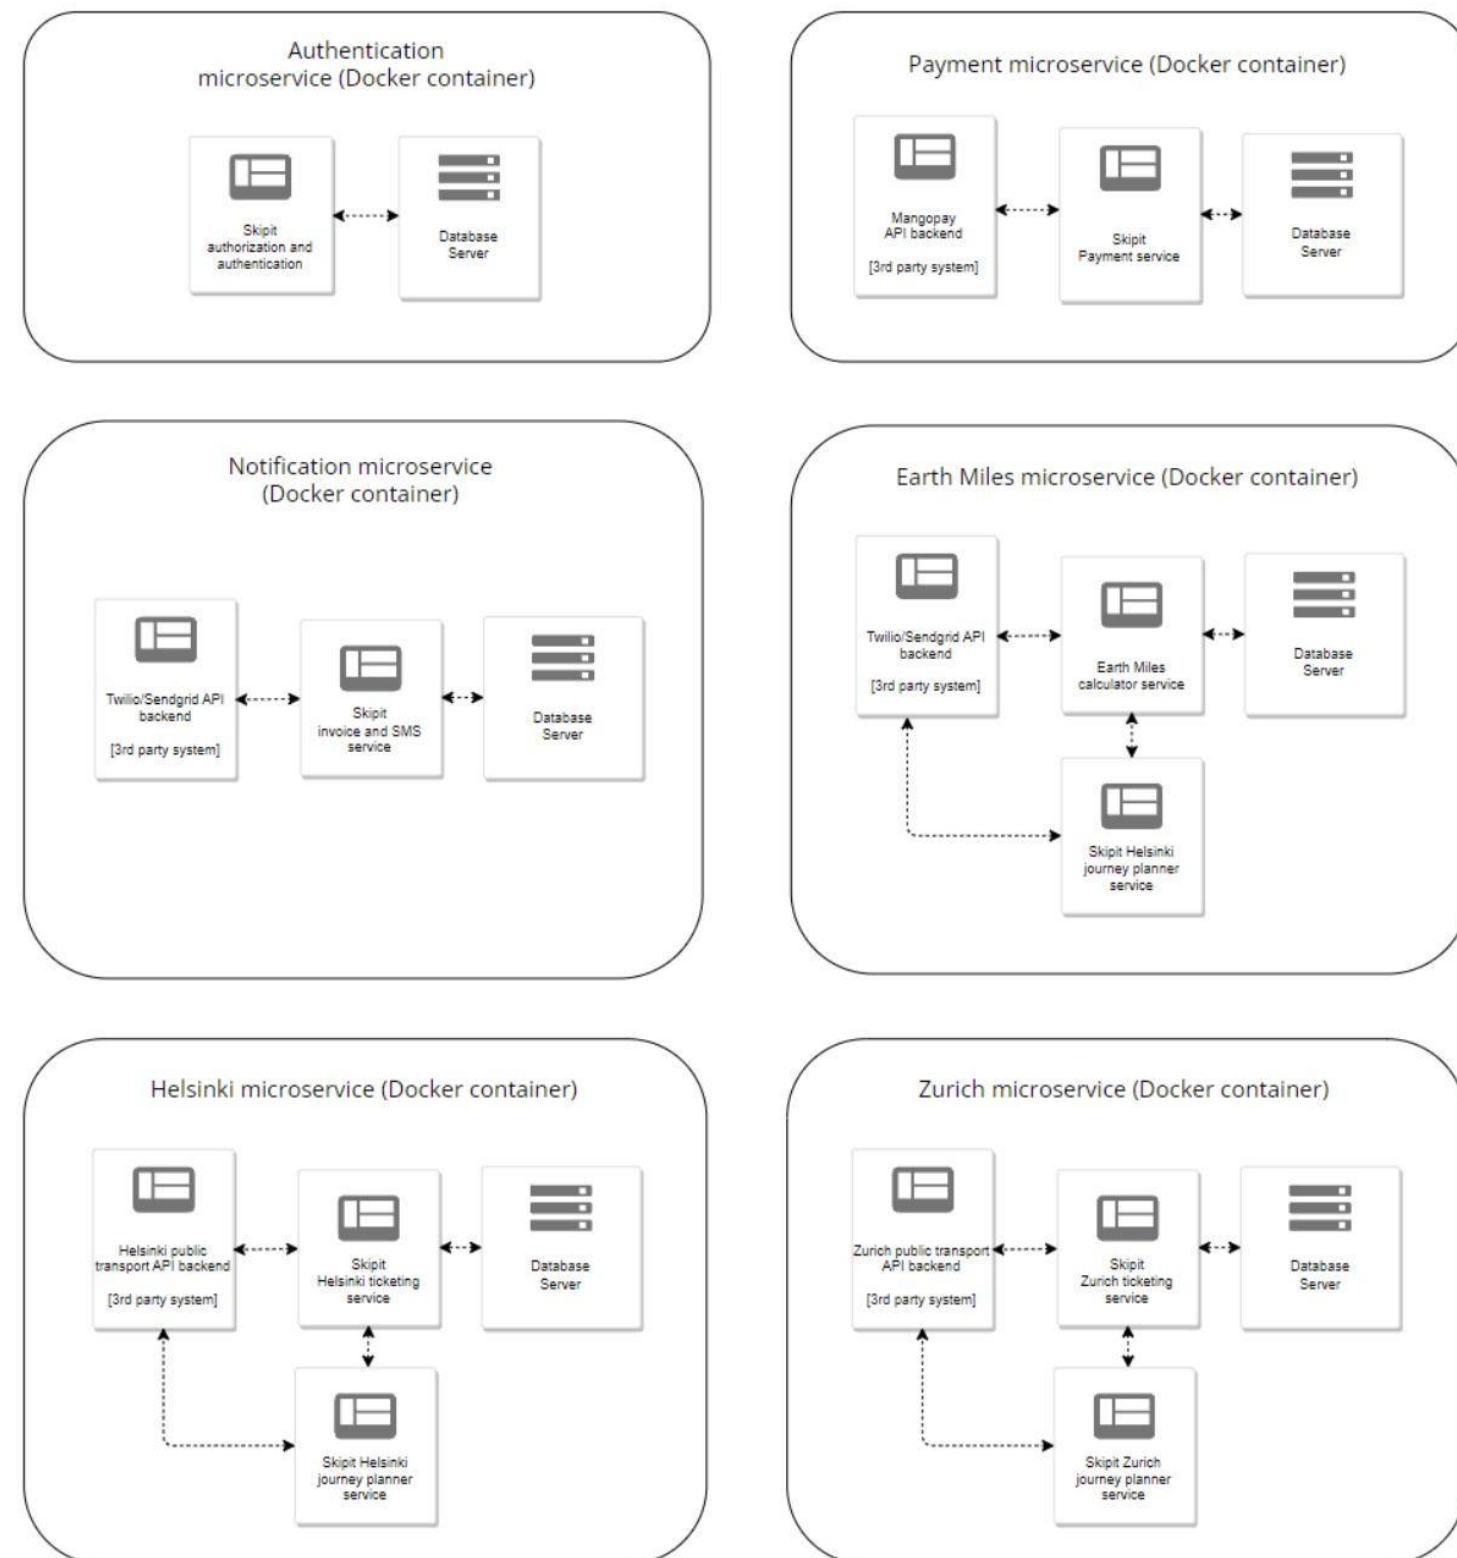 Authentication
microservice (Docker container)
Skipit
authorization and
authentication
Database
Server
Payment microservice (Docker container)
Mangopay
API backend
[3rd party system]
Skipit
Payment service
Database
Server
Notification microservice
(Docker container)
Twilio/Sendgrid API
backend
[3rd party system]
Skipit
invoice and SMS
service
Database
Server
Earth Miles microservice (Docker container)
Twilio/Sendgrid API
backend
[3rd party system]
Earth Miles
calculator service
Database
Server
Skipit Helsinki
journey planner
service
Helsinki microservice (Docker container)
Helsinki public
transport API backend
[3rd party system]
Skipit
Helsinki ticketing
service
Database
Server
Skipit Helsinki
journey planner
service
Zurich microservice (Docker container)
Zurich public transport
API backend
[3rd party system]
Skipit
Zurich ticketing
service
Database
Server
Skipit Zurich
journey planner
service